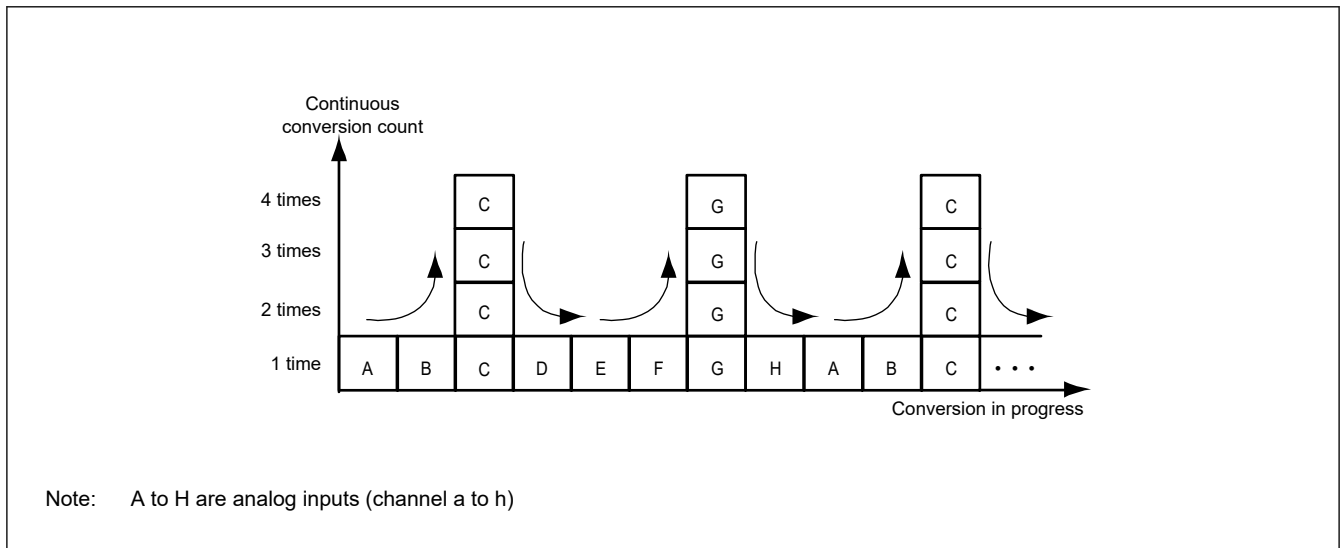 Continuous
conversion count
4 times
C
G
C
3 times
C
G
C
2 times
C
G
C
1 time
A B C D E F G H A B C • • •
Conversion in progress
Note: A to H are analog inputs (channel a to h)